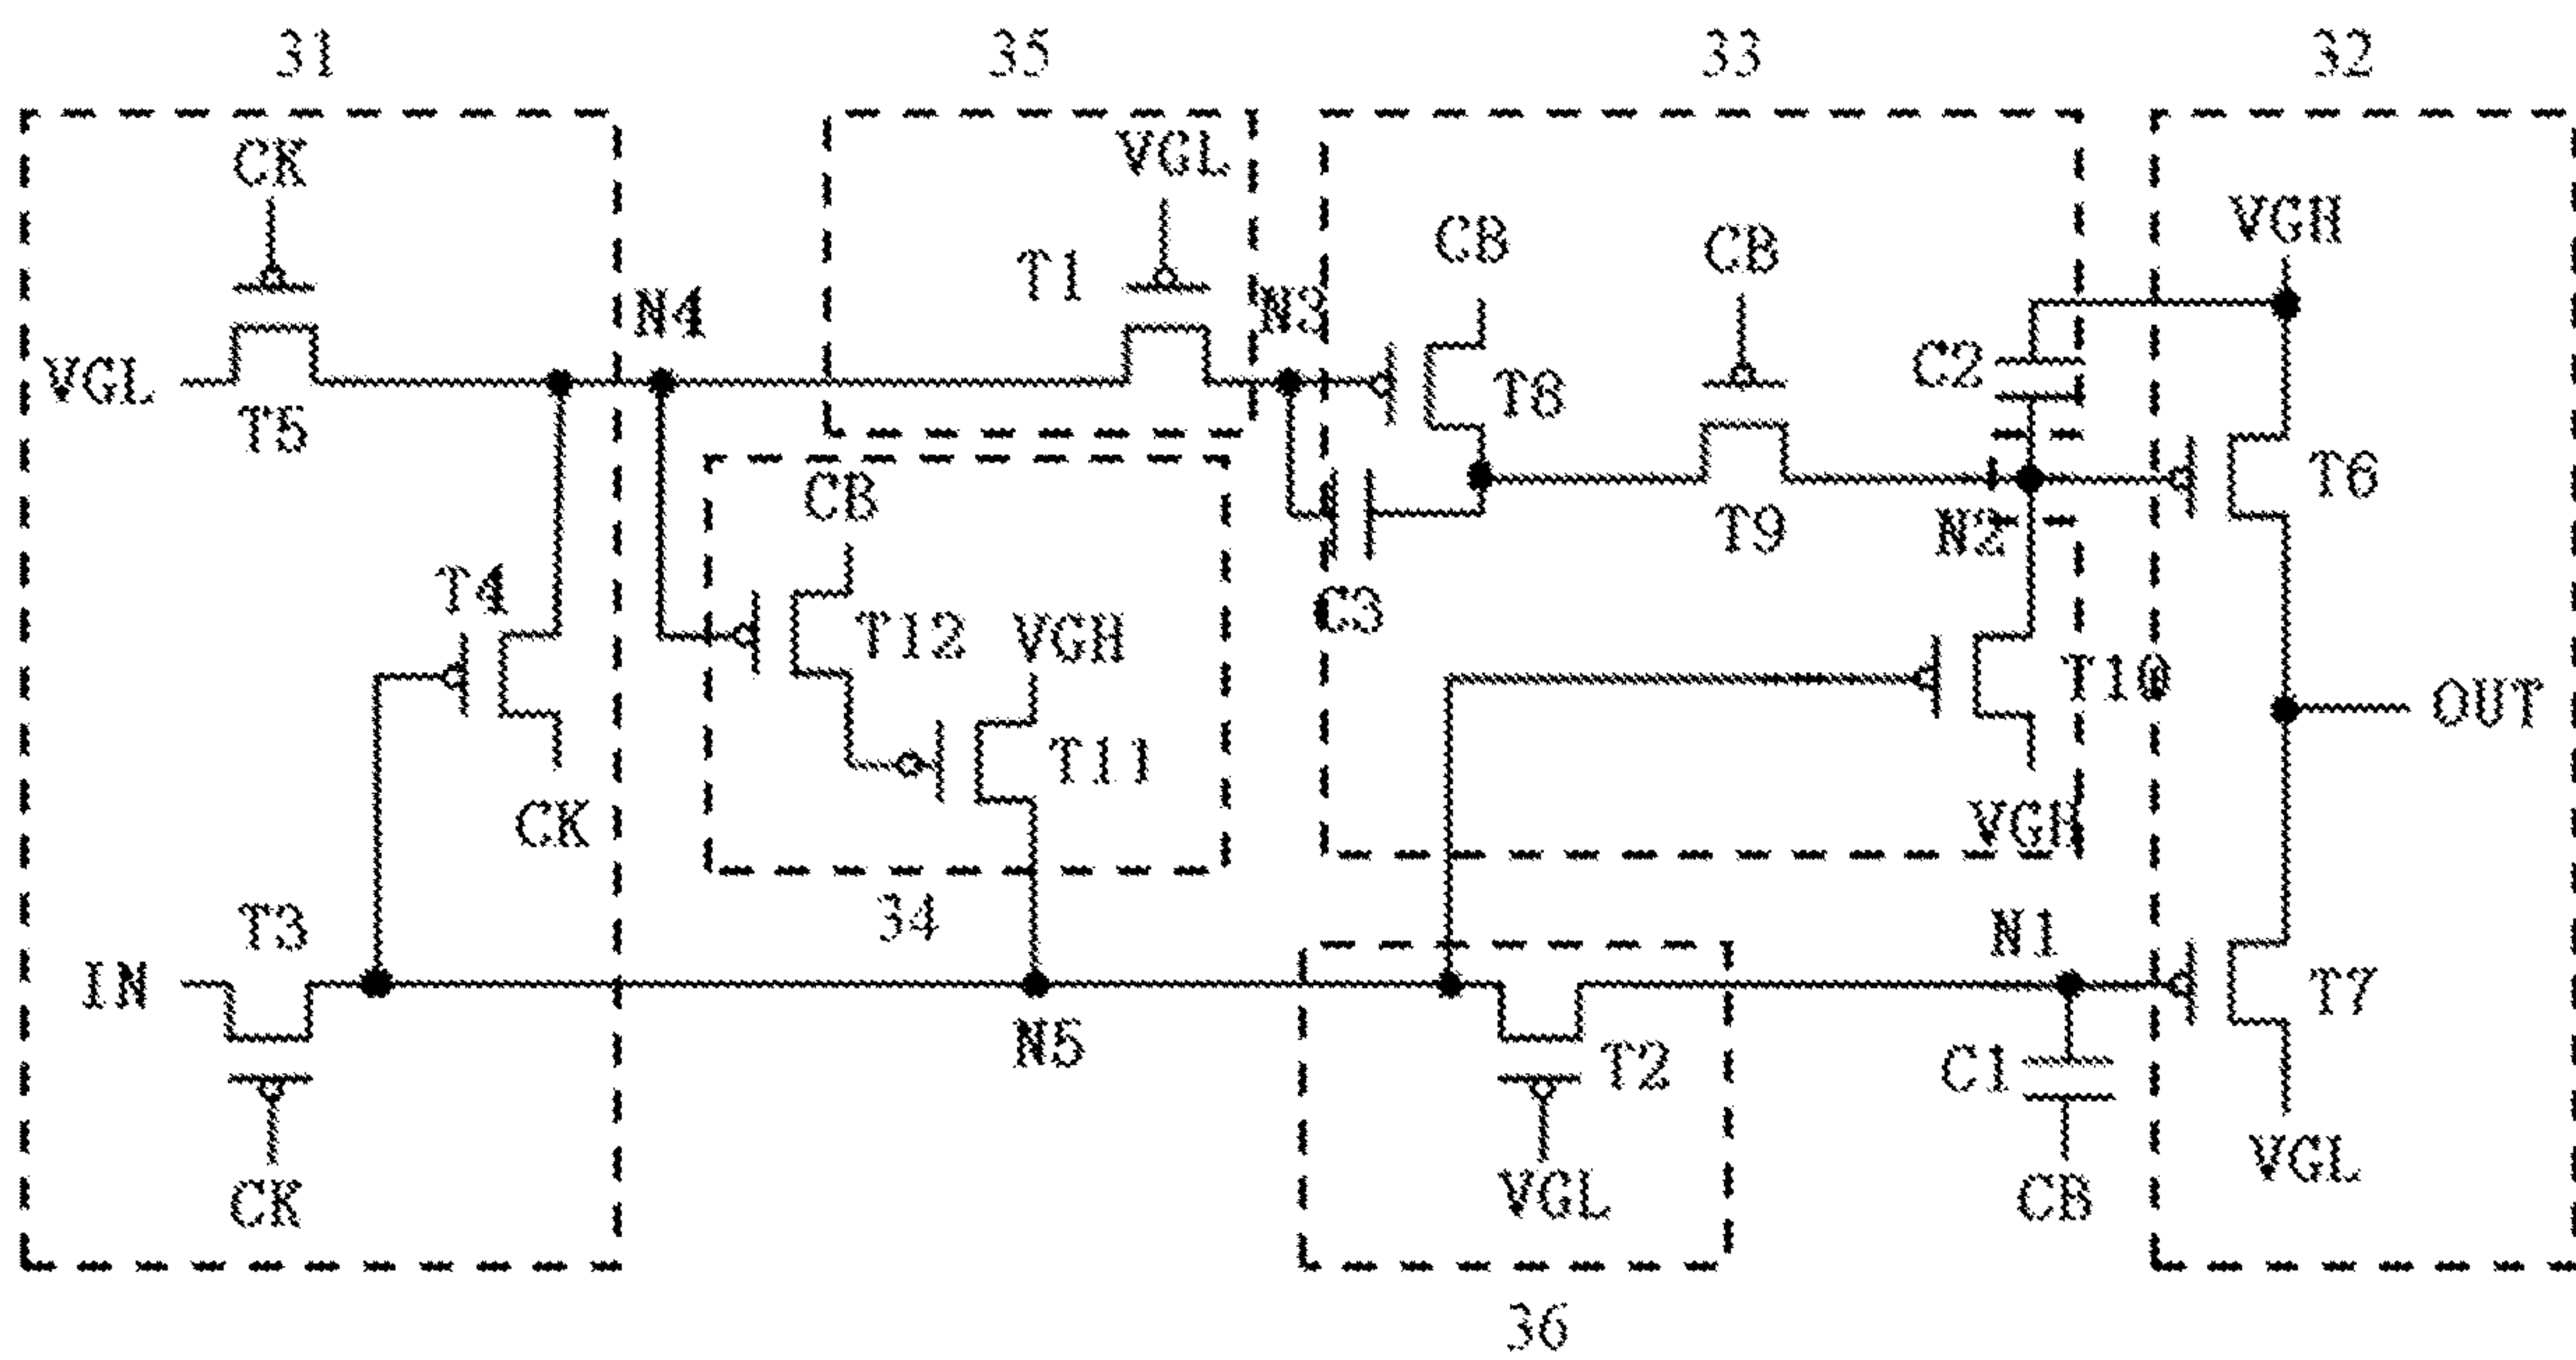 31 35 33 32
CK
VGL
VGH
CB
CB
T1
N4
N3
VGL
T5
C2
T8
T6
CB
T9
N2
T4
C3
T12
VGH
T10
OUT
T11
CK
VGH
T3
34
N1
IN
N5
T2
C1
T7
CK
VGL
CB
VGL
36